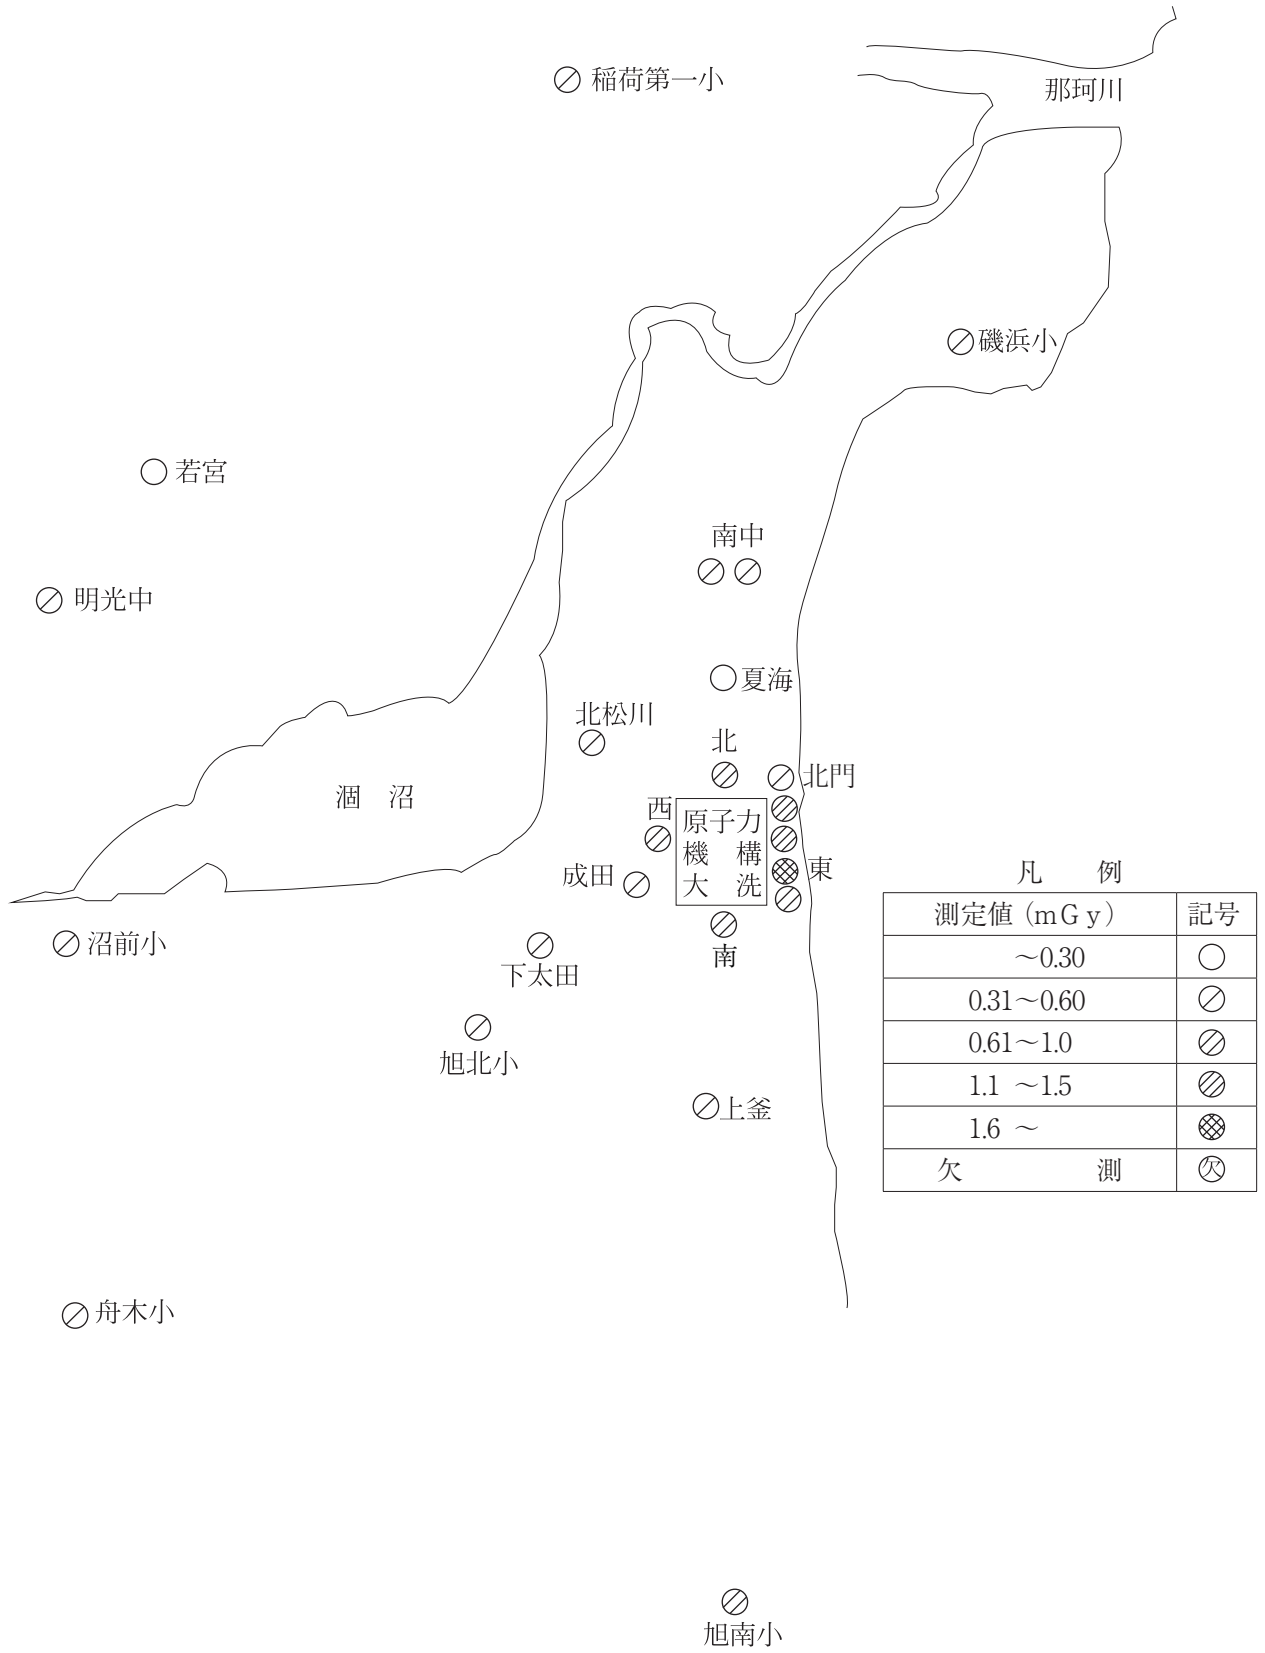 稲荷第一小
那珂川
磯浜小
若宮
南中
明光中
夏海
北松川
北
北門
涸 沼
西
原子力
機 構
大 洗
成田
東
沼前小
南
下太田
旭北小
上釜
凡 例
測定値（mGy） 記号
～0.30
0.31～0.60
0.61～1.0
1.1 ～1.5
1.6 ～
欠 測 欠
舟木小
旭南小